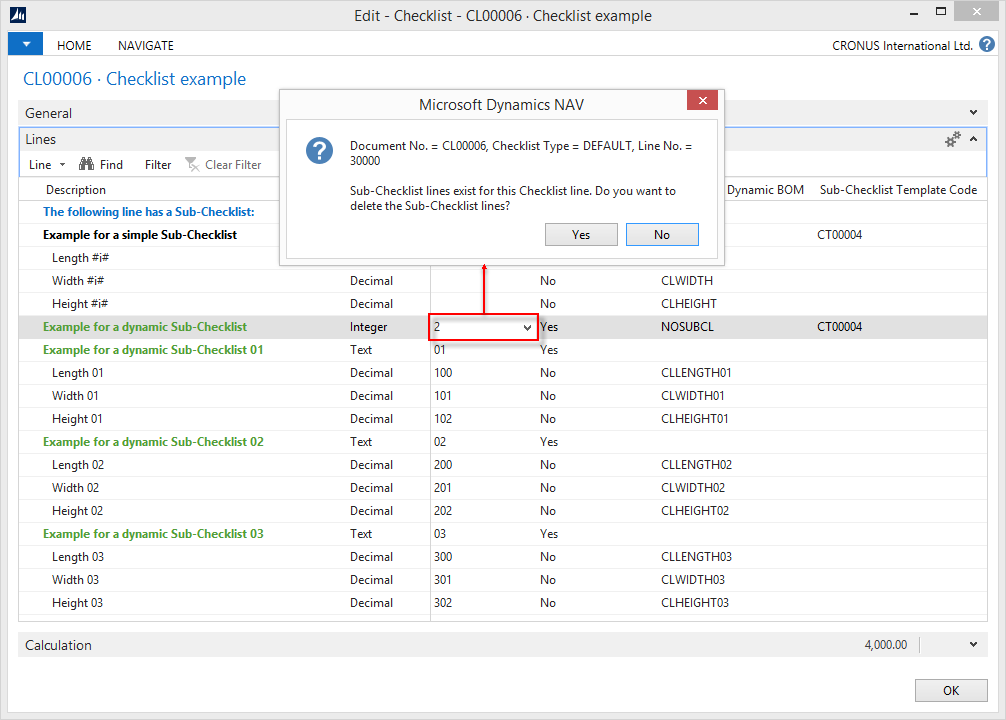 Edit - Checklist - CL00006 · Checklist example
HOME NAVIGATE CRONUS International Ltd. ?
CL00006 · Checklist example
General
Lines
Line Find Filter Clear Filter
Microsoft Dynamics NAV
Document No. = CL00006, Checklist Type = DEFAULT, Line No. =
30000
Sub-Checklist lines exist for this Checklist line. Do you want to
delete the Sub-Checklist lines?
Yes No
Description Dynamic BOM Sub-Checklist Template Code
The following line has a Sub-Checklist:
Example for a simple Sub-Checklist CT00004
Length #i#
Width #i# Decimal No CLWIDTH
Height #i# Decimal No CLHEIGHT
Example for a dynamic Sub-Checklist Integer 2 Yes NOSUBCL CT00004
Example for a dynamic Sub-Checklist 01 Text 01 Yes
Length 01 Decimal 100 No CLLENGTH01
Width 01 Decimal 101 No CLWIDTH01
Height 01 Decimal 102 No CLHEIGHT01
Example for a dynamic Sub-Checklist 02 Text 02 Yes
Length 02 Decimal 200 No CLLENGTH02
Width 02 Decimal 201 No CLWIDTH02
Height 02 Decimal 202 No CLHEIGHT02
Example for a dynamic Sub-Checklist 03 Text 03 Yes
Length 03 Decimal 300 No CLLENGTH03
Width 03 Decimal 301 No CLWIDTH03
Height 03 Decimal 302 No CLHEIGHT03
Calculation 4,000.00
OK